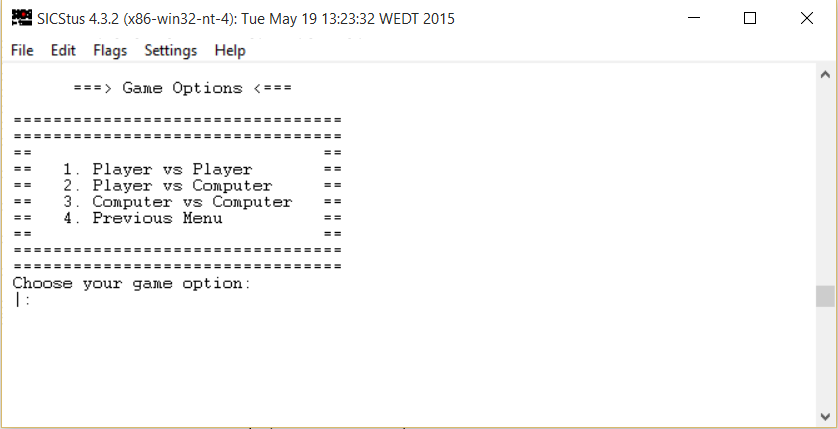 SICStus 4.3.2 (x86-win32-nt-4): Tue May 19 13:23:32 WEDT 2015
File Edit Flags Settings Help
===> Game Options <===
=================================
=================================
== ==
== 1. Player vs Player ==
== 2. Player vs Computer ==
== 3. Computer vs Computer ==
== 4. Previous Menu ==
== ==
=================================
=================================
Choose your game option:
|: